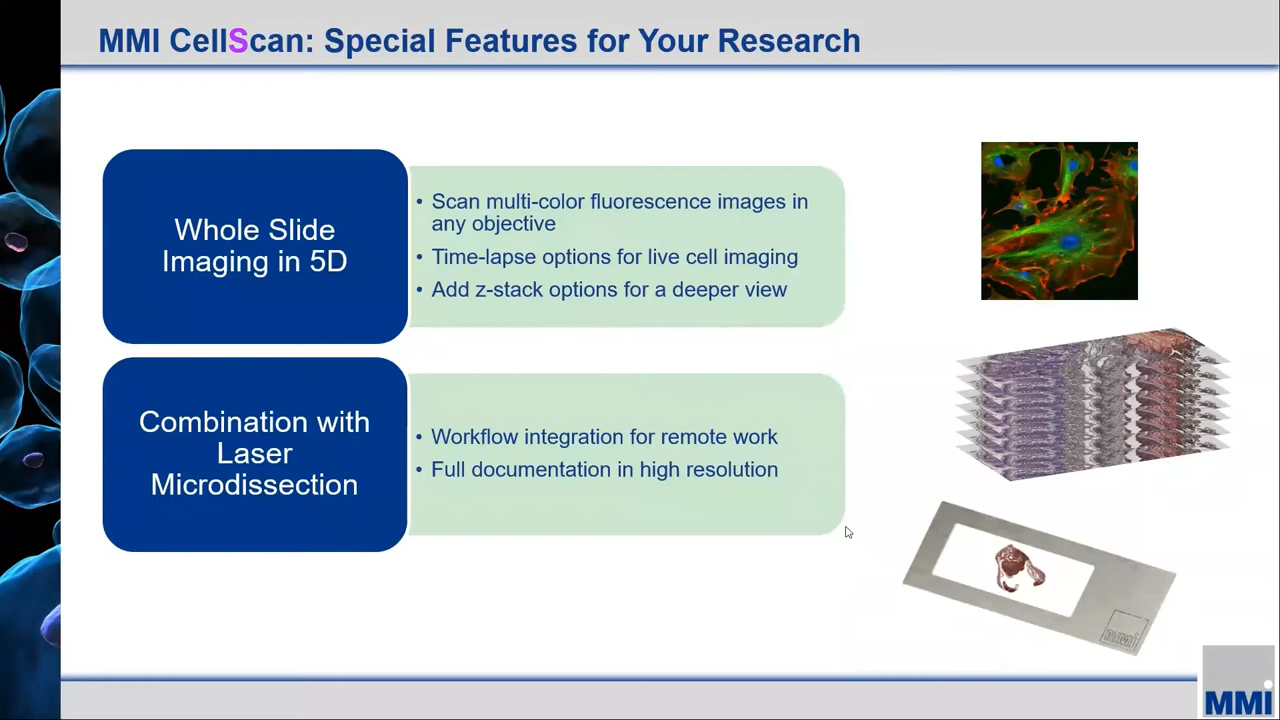 MMI CellScan: Special Features for Your Research
Whole Slide
Imaging in 5D
• Scan multi-color fluorescence images in
any objective
• Time-lapse options for live cell imaging
• Add z-stack options for a deeper view
Combination with
Laser
Microdissection
• Workflow integration for remote work
• Full documentation in high resolution
MMi
MMi